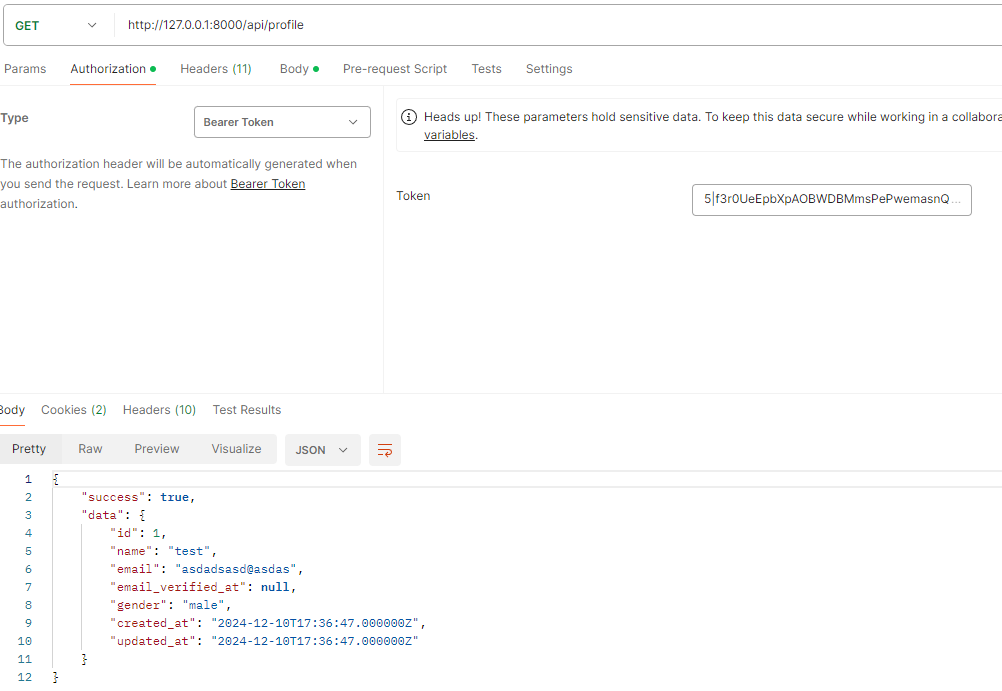 GET http://127.0.0.1:8000/api/profile
Params Authorization Headers (11) Body Pre-request Script Tests Settings
Type Bearer Token
The authorization header will be automatically generated when
you send the request. Learn more about Bearer Token
authorization.
Heads up! These parameters hold sensitive data. To keep this data secure while working in a collabora
variables.
Token 5|f3r0UeEpbXpAOBWDBMmsPePwemasnQ...
Body Cookies (2) Headers (10) Test Results
Pretty Raw Preview Visualize JSON
1 {
2 "success": true,
3 "data": {
4 "id": 1,
5 "name": "test",
6 "email": "asdadsasd@asdas",
7 "email_verified_at": null,
8 "gender": "male",
9 "created_at": "2024-12-10T17:36:47.000000Z",
10 "updated_at": "2024-12-10T17:36:47.000000Z"
11 }
12 }